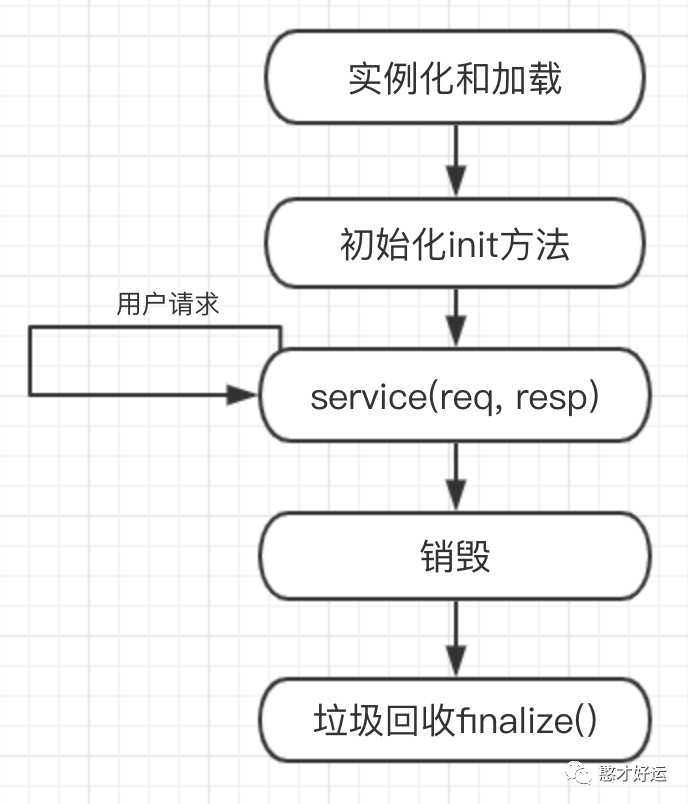 实例化和加载
初始化init方法
用户请求
service(req, resp)
销毁
垃圾回收finalize()
憨才好运